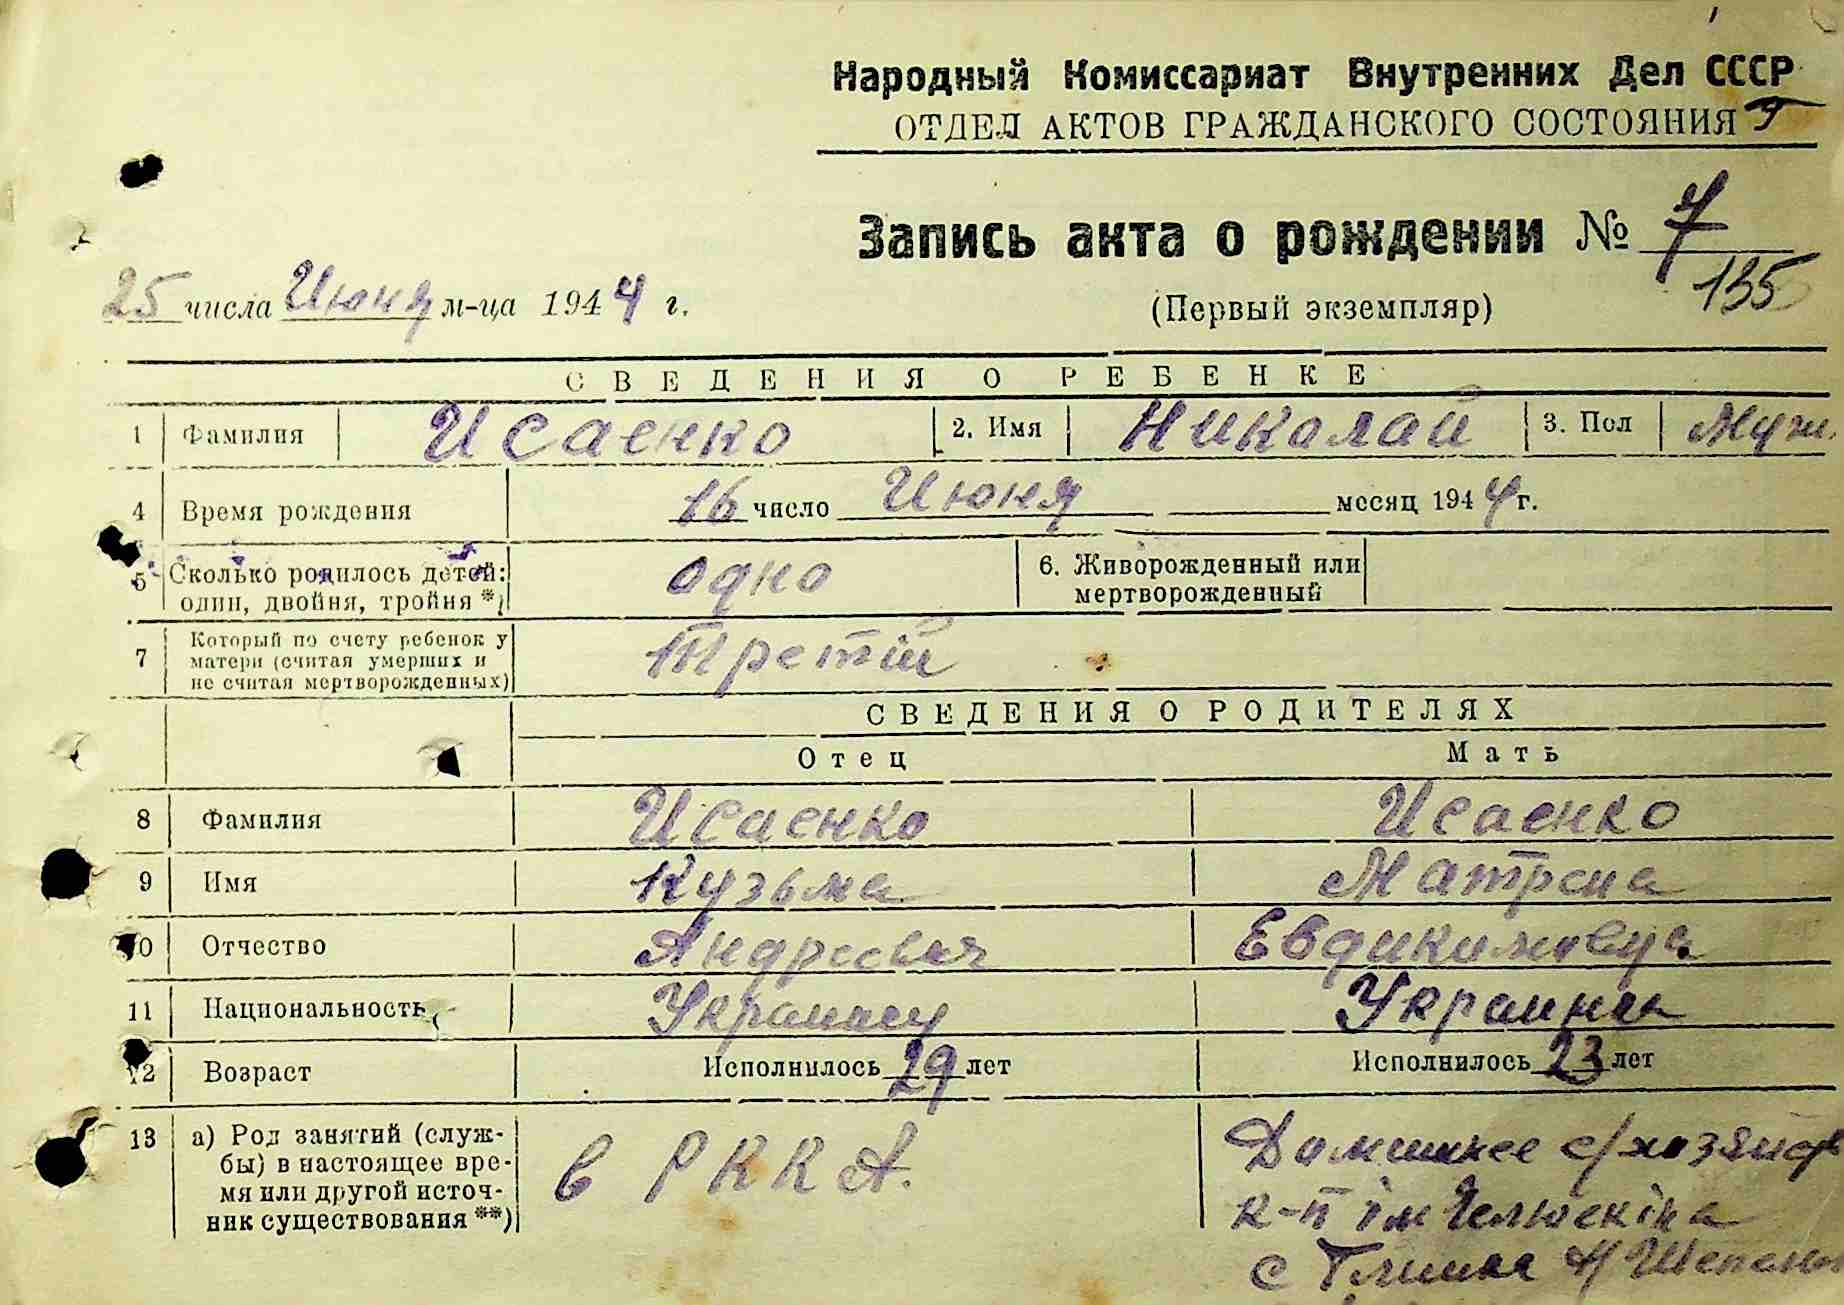 Народный Комиссариат Внутренних Дел СССР
ОТДЕЛ АКТОВ ГРАЖДАНСКОГО СОСТОЯНИЯ
Запись акта о рождении № 7
135
25 числа Июня м-ца 1944 г.
(Первый экземпляр)
СВЕДЕНИЯ О РЕБЕНКЕ
1 Фамилия Исаенко 2. Имя Николай 3. Пол Муж.
4 Время рождения 16 число Июня месяц 1944 г.
5 Сколько родилось детей: один, двойня, тройня *) одно 6. Живорожденный или мертворожденный
7 Который по счету ребенок у матери (считая умерших и не считая мертворожденных) Третій
СВЕДЕНИЯ О РОДИТЕЛЯХ
Отец Мать
8 Фамилия Исаенко Исаенко
9 Имя Кузьма Матрена
10 Отчество Андреевич
11 Национальность
12 Возраст Исполнилось 29 лет Исполнилось 23 лет
13 а) Род занятий (службы) в настоящее время или другой источник существования **) в РККА.
к-п ім Челюскіна
с